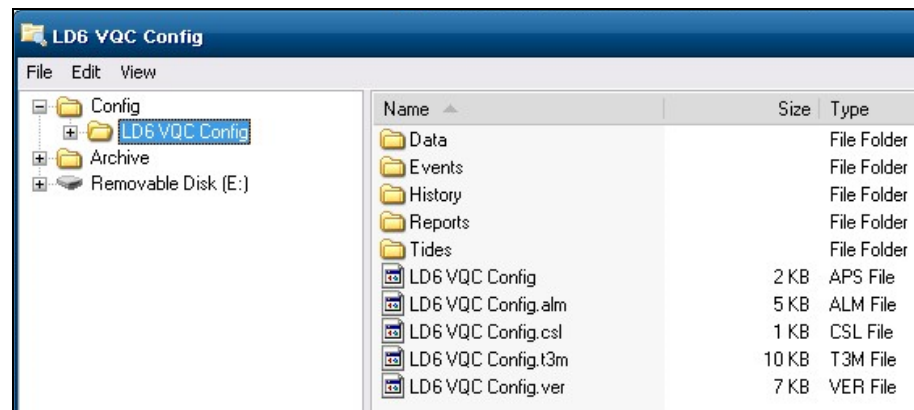 LD6 VQC Config
File Edit View
Config
LD6 VQC Config
Archive
Removable Disk (E:)
Name Size Type
Data File Folder
Events File Folder
History File Folder
Reports File Folder
Tides File Folder
LD6 VQC Config 2 KB APS File
LD6 VQC Config.alm 5 KB ALM File
LD6 VQC Config.csl 1 KB CSL File
LD6 VQC Config.t3m 10 KB T3M File
LD6 VQC Config.ver 7 KB VER File